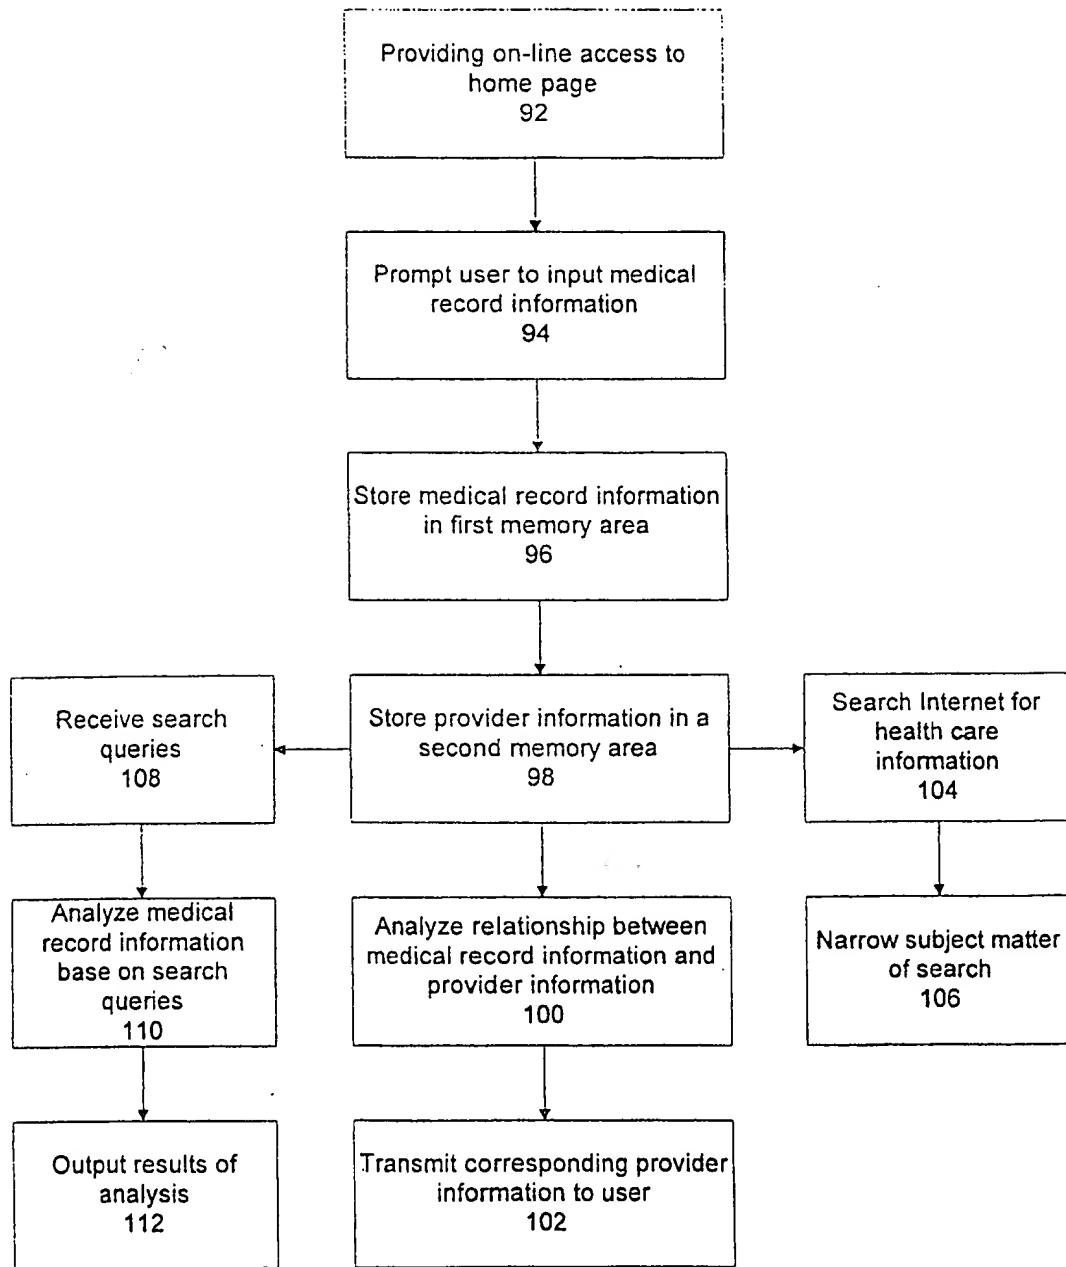 Providing on-line access to
home page
92
Prompt user to input medical
record information
94
Store medical record information
in first memory area
96
Receive search
queries
108
Store provider information in a
second memory area
98
Search Internet for
health care
information
104
Analyze medical
record information
base on search
queries
110
Analyze relationship between
medical record information and
provider information
100
Narrow subject matter
of search
106
Output results of
analysis
112
Transmit corresponding provider
information to user
102